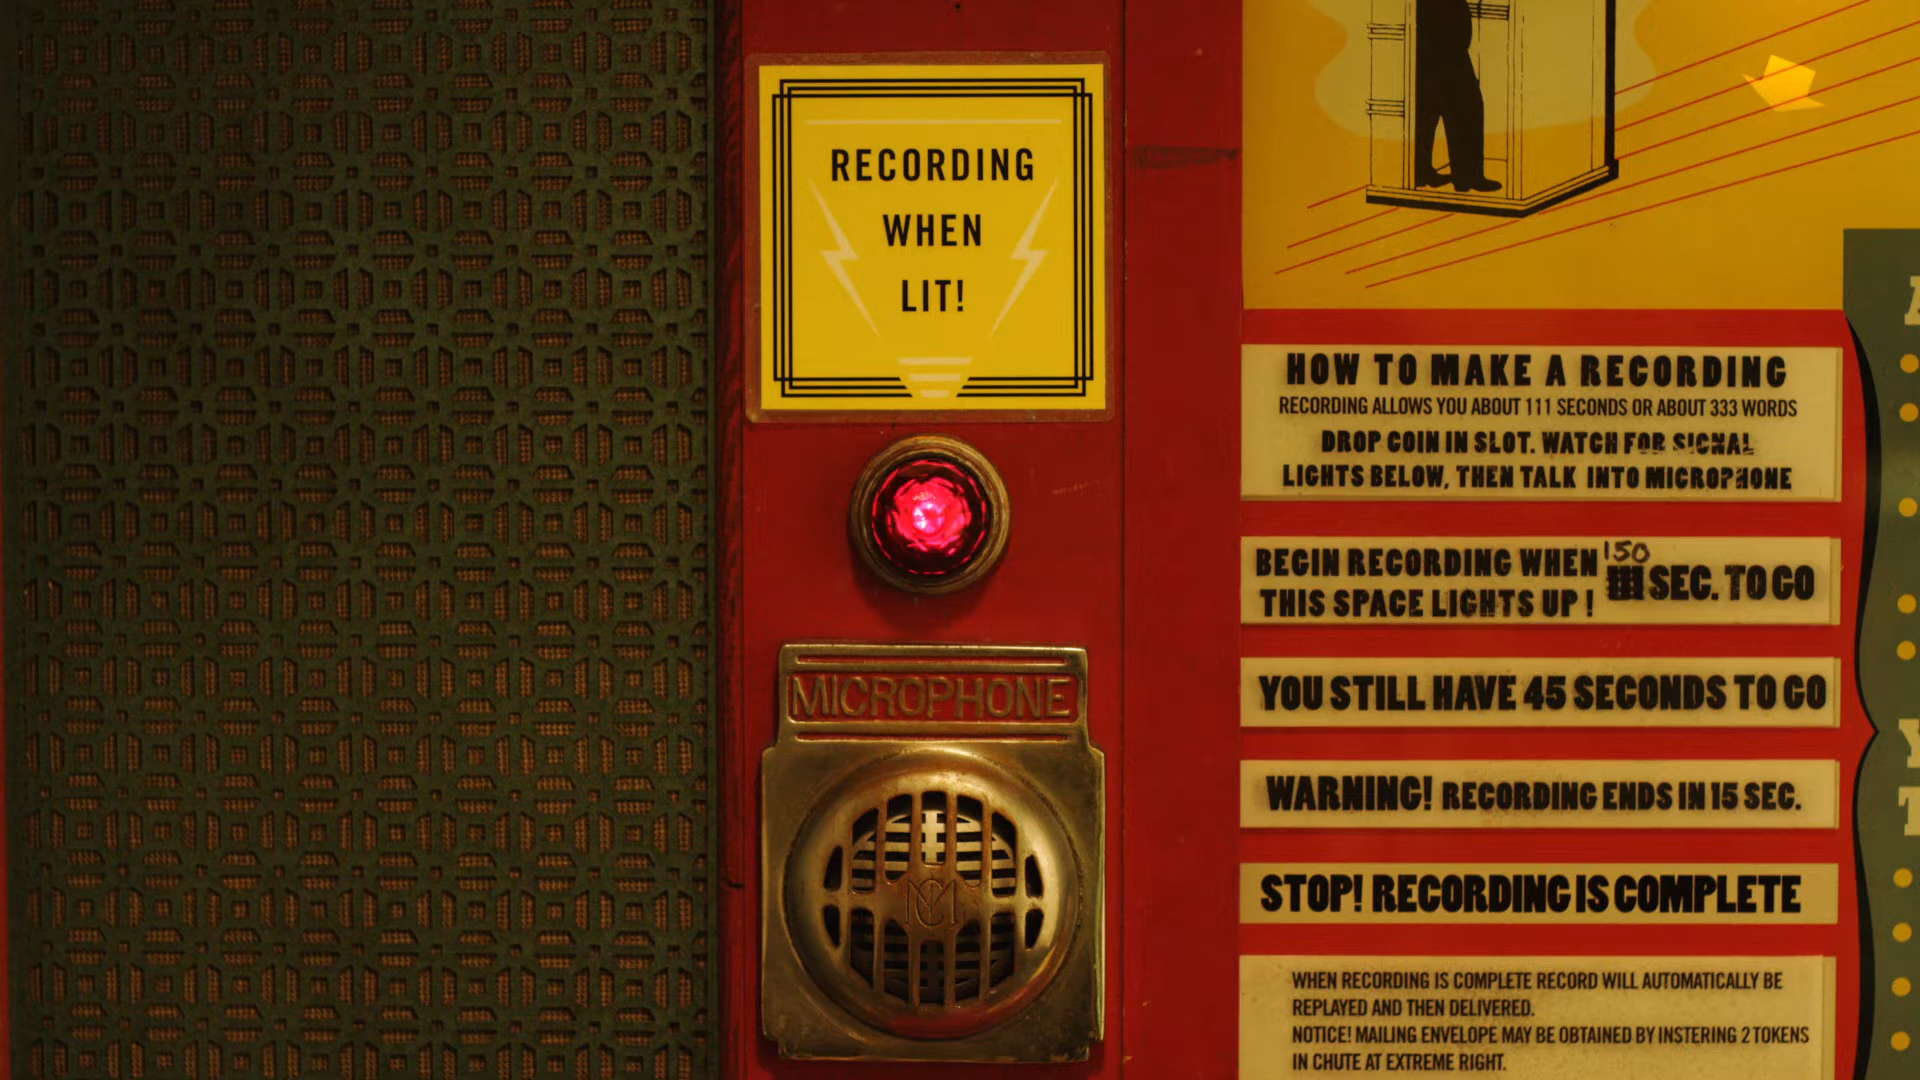 RECORDING
WHEN
LIT!
MICROPHONE
HOW TO MAKE A RECORDING
RECORDING ALLOWS YOU ABOUT 111 SECONDS OR ABOUT 333 WORDS
DROP COIN IN SLOT. WATCH FOR SIGNAL
LIGHTS BELOW, THEN TALK INTO MICROPHONE
BEGIN RECORDING WHEN
THIS SPACE LIGHTS UP!
150
SEC. TO GO
YOU STILL HAVE 45 SECONDS TO GO
WARNING! RECORDING ENDS IN 15 SEC.
STOP! RECORDING IS COMPLETE
WHEN RECORDING IS COMPLETE RECORD WILL AUTOMATICALLY BE
REPLAYED AND THEN DELIVERED.
NOTICE! MAILING ENVELOPE MAY BE OBTAINED BY INSTERING 2 TOKENS
IN CHUTE AT EXTREME RIGHT.